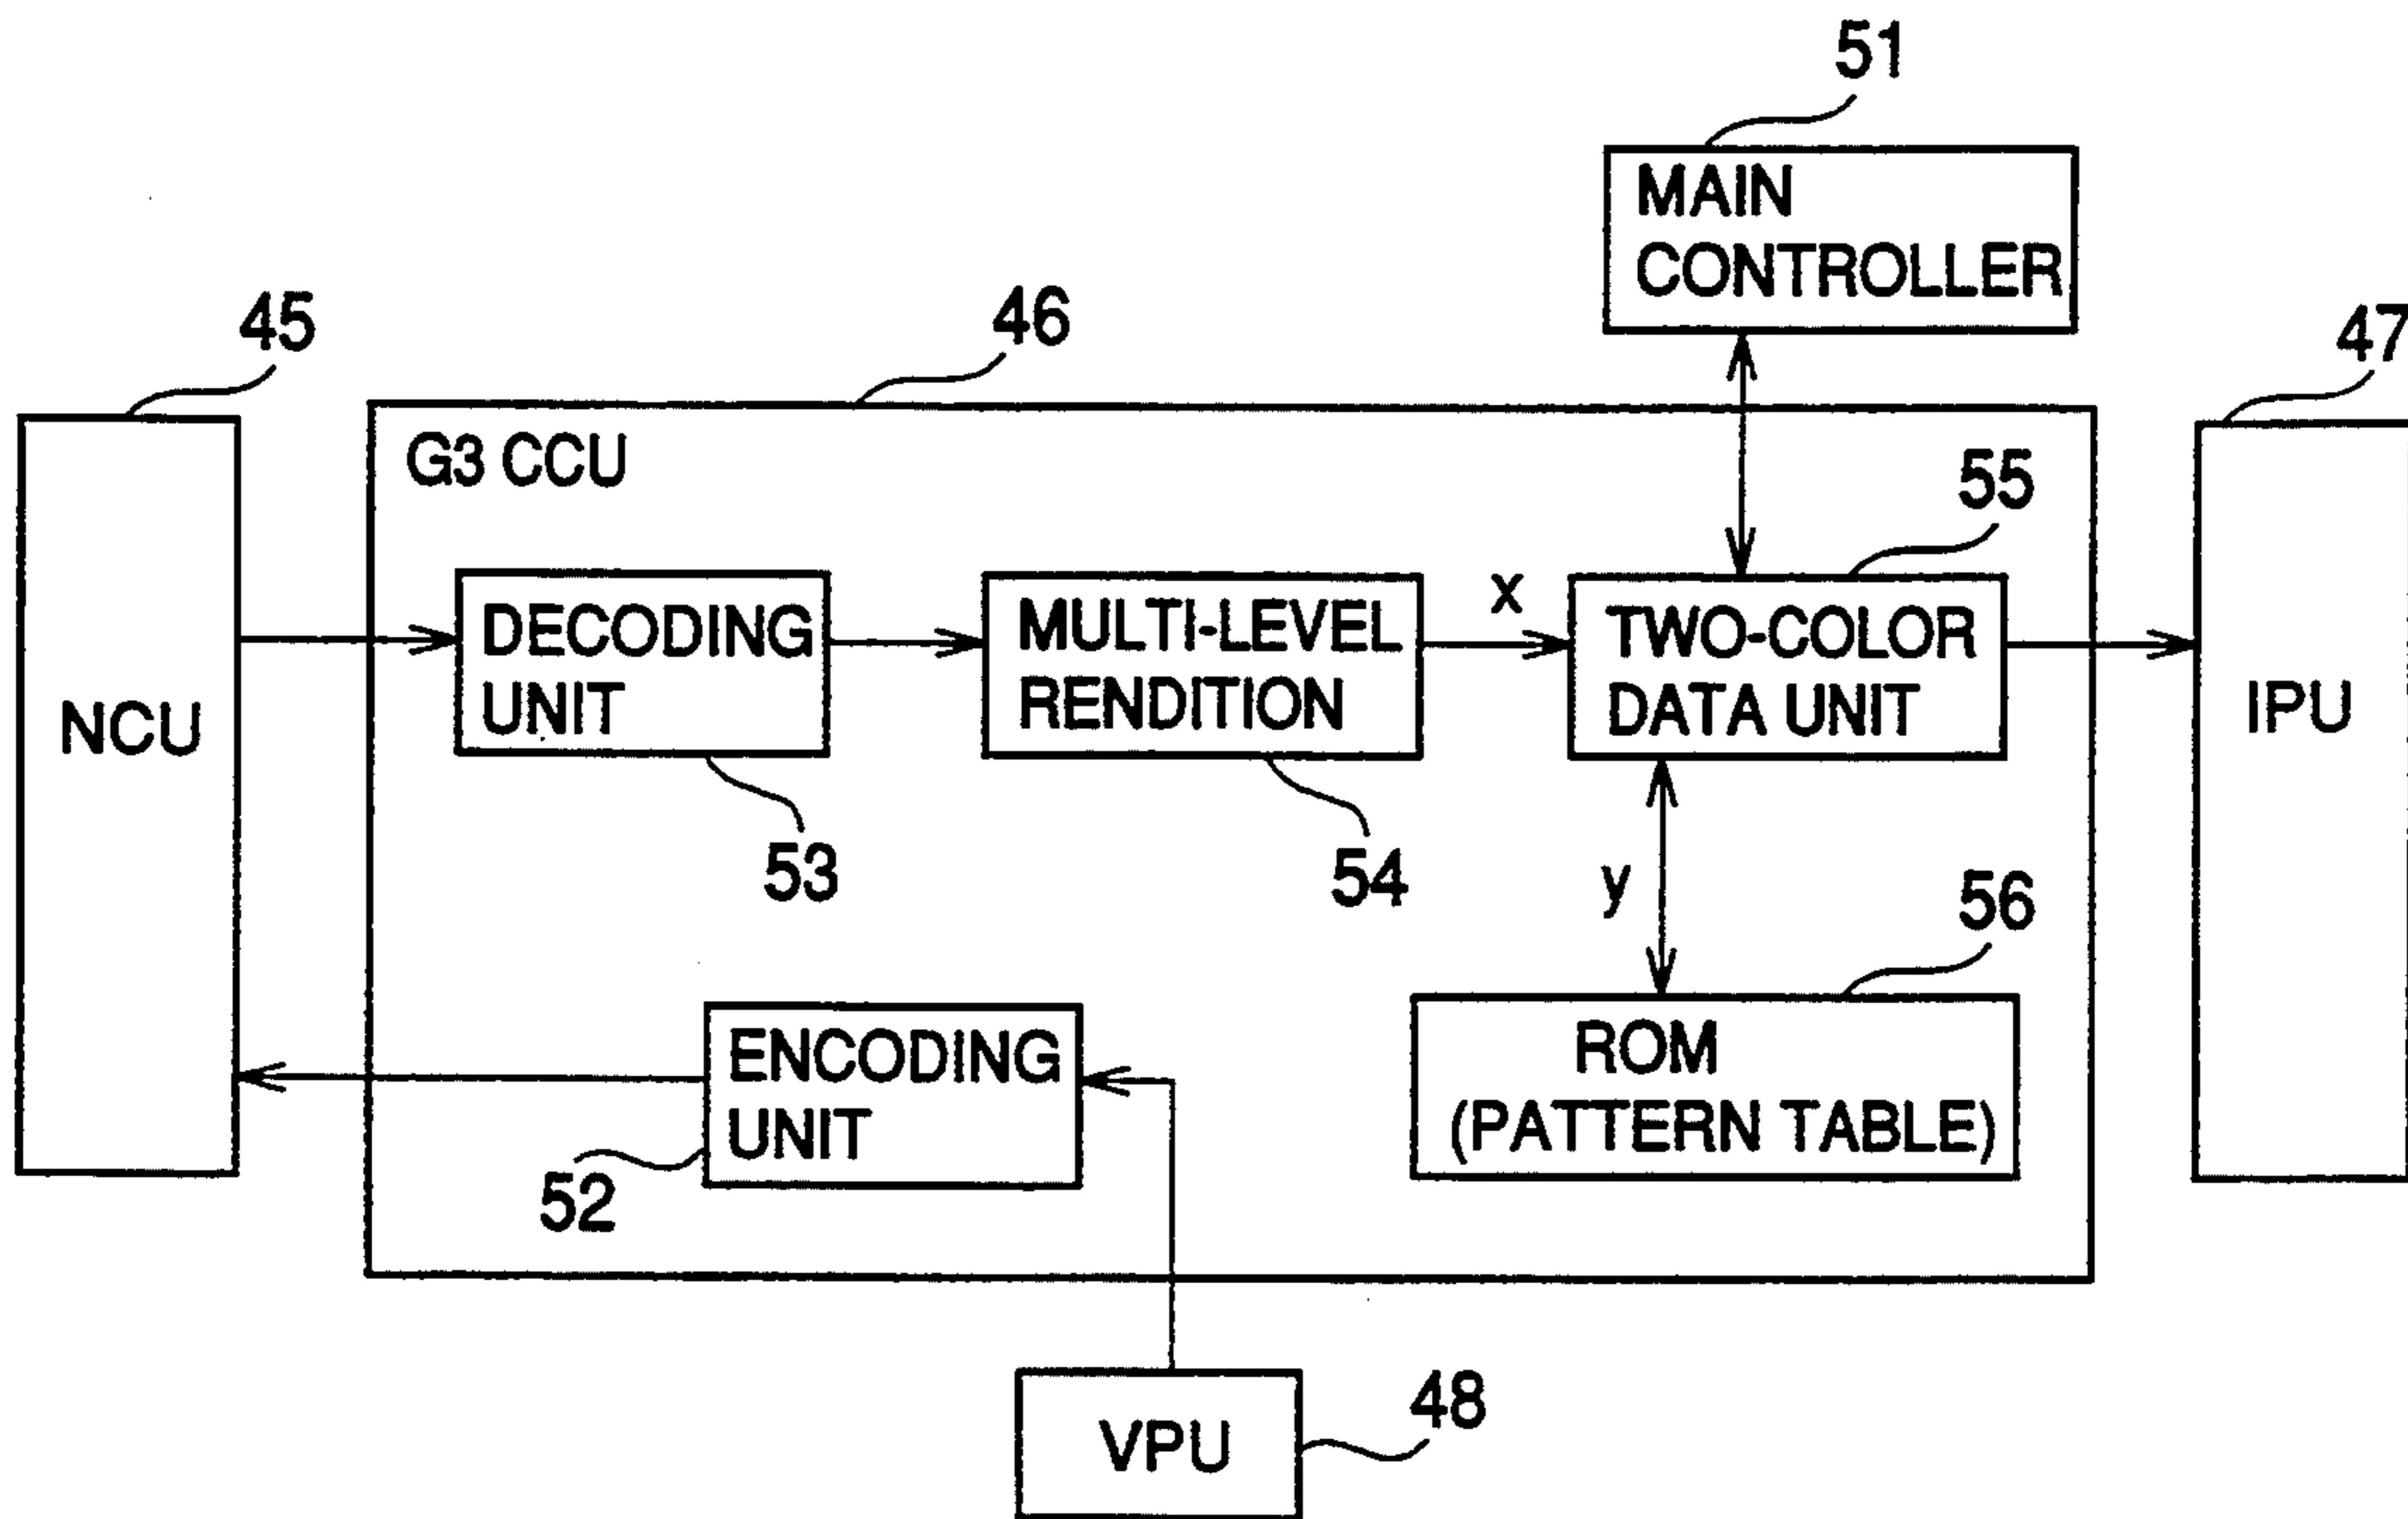 51
MAIN
CONTROLLER
45
46
47
G3 CCU
55
NCU
DECODING
UNIT
MULTI-LEVEL
RENDITION
x
TWO-COLOR
DATA UNIT
IPU
53
54
y
56
ENCODING
UNIT
ROM
(PATTERN TABLE)
52
VPU
48